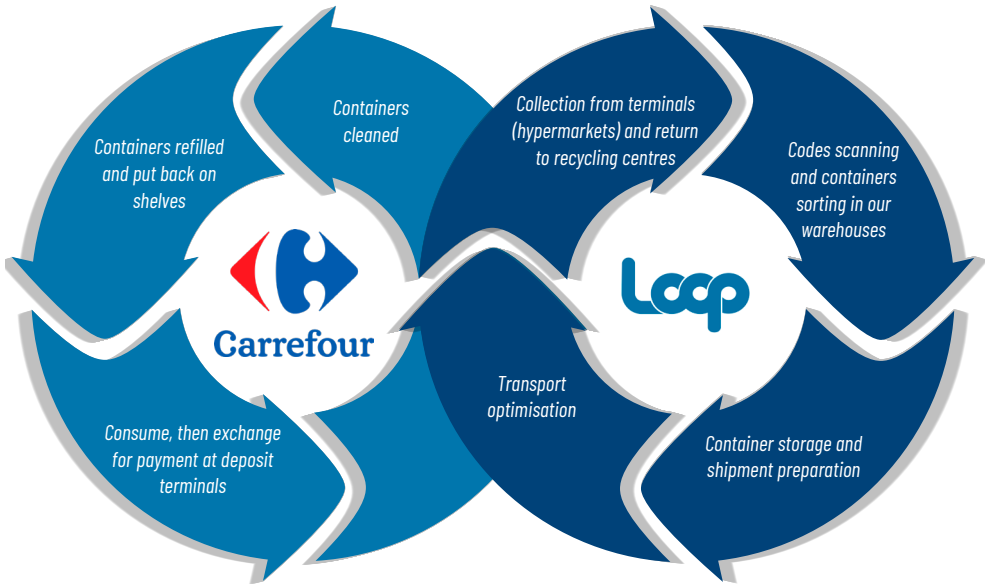 Containers
cleaned
Collection from terminals
(hypermarkets) and return
to recycling centres
Containers refilled
and put back on
shelves
Codes scanning
and containers
sorting in our
warehouses
Carrefour
Loop
Transport
optimisation
Consume, then exchange
for payment at deposit
terminals
Container storage and
shipment preparation